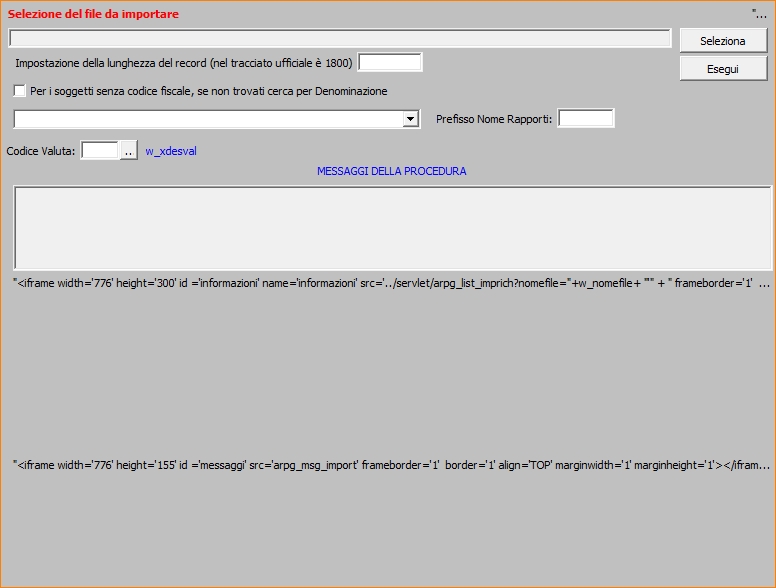 Selezione del file da importare
"...
Seleziona
Impostazione della lunghezza del record (nel tracciato ufficiale è 1800)
Esegui
Per i soggetti senza codice fiscale, se non trovati cerca per Denominazione
Prefisso Nome Rapporti:
Codice Valuta:
..
w_xdesval
MESSAGGI DELLA PROCEDURA
"<iframe width='776' height='300' id ='informazioni' name='informazioni' src='../servlet/arpg_list_imprich?nomefile="+w_nomefile+ "'" + " frameborder='1' ...
"<iframe width='776' height='155' id ='messaggi' src='arpg_msg_import' frameborder='1'  border='1' align='TOP' marginwidth='1' marginheight='1'></ifram...